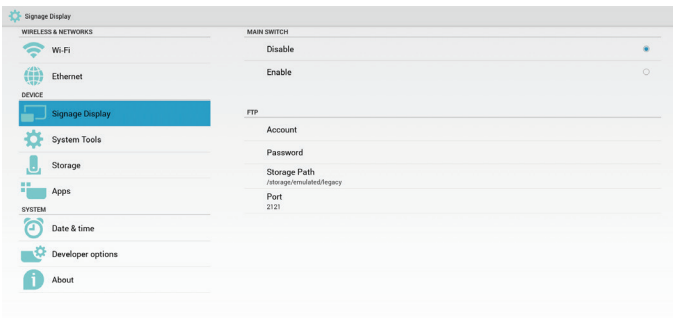 Signage Display
WIRELESS & NETWORKS
Wi-Fi
Ethernet
DEVICE
Signage Display
System Tools
Storage
Apps
SYSTEM
Date & time
Developer options
About
MAIN SWITCH
Disable
Enable
FTP
Account
Password
Storage Path
/storage/emulated/legacy
Port
2121